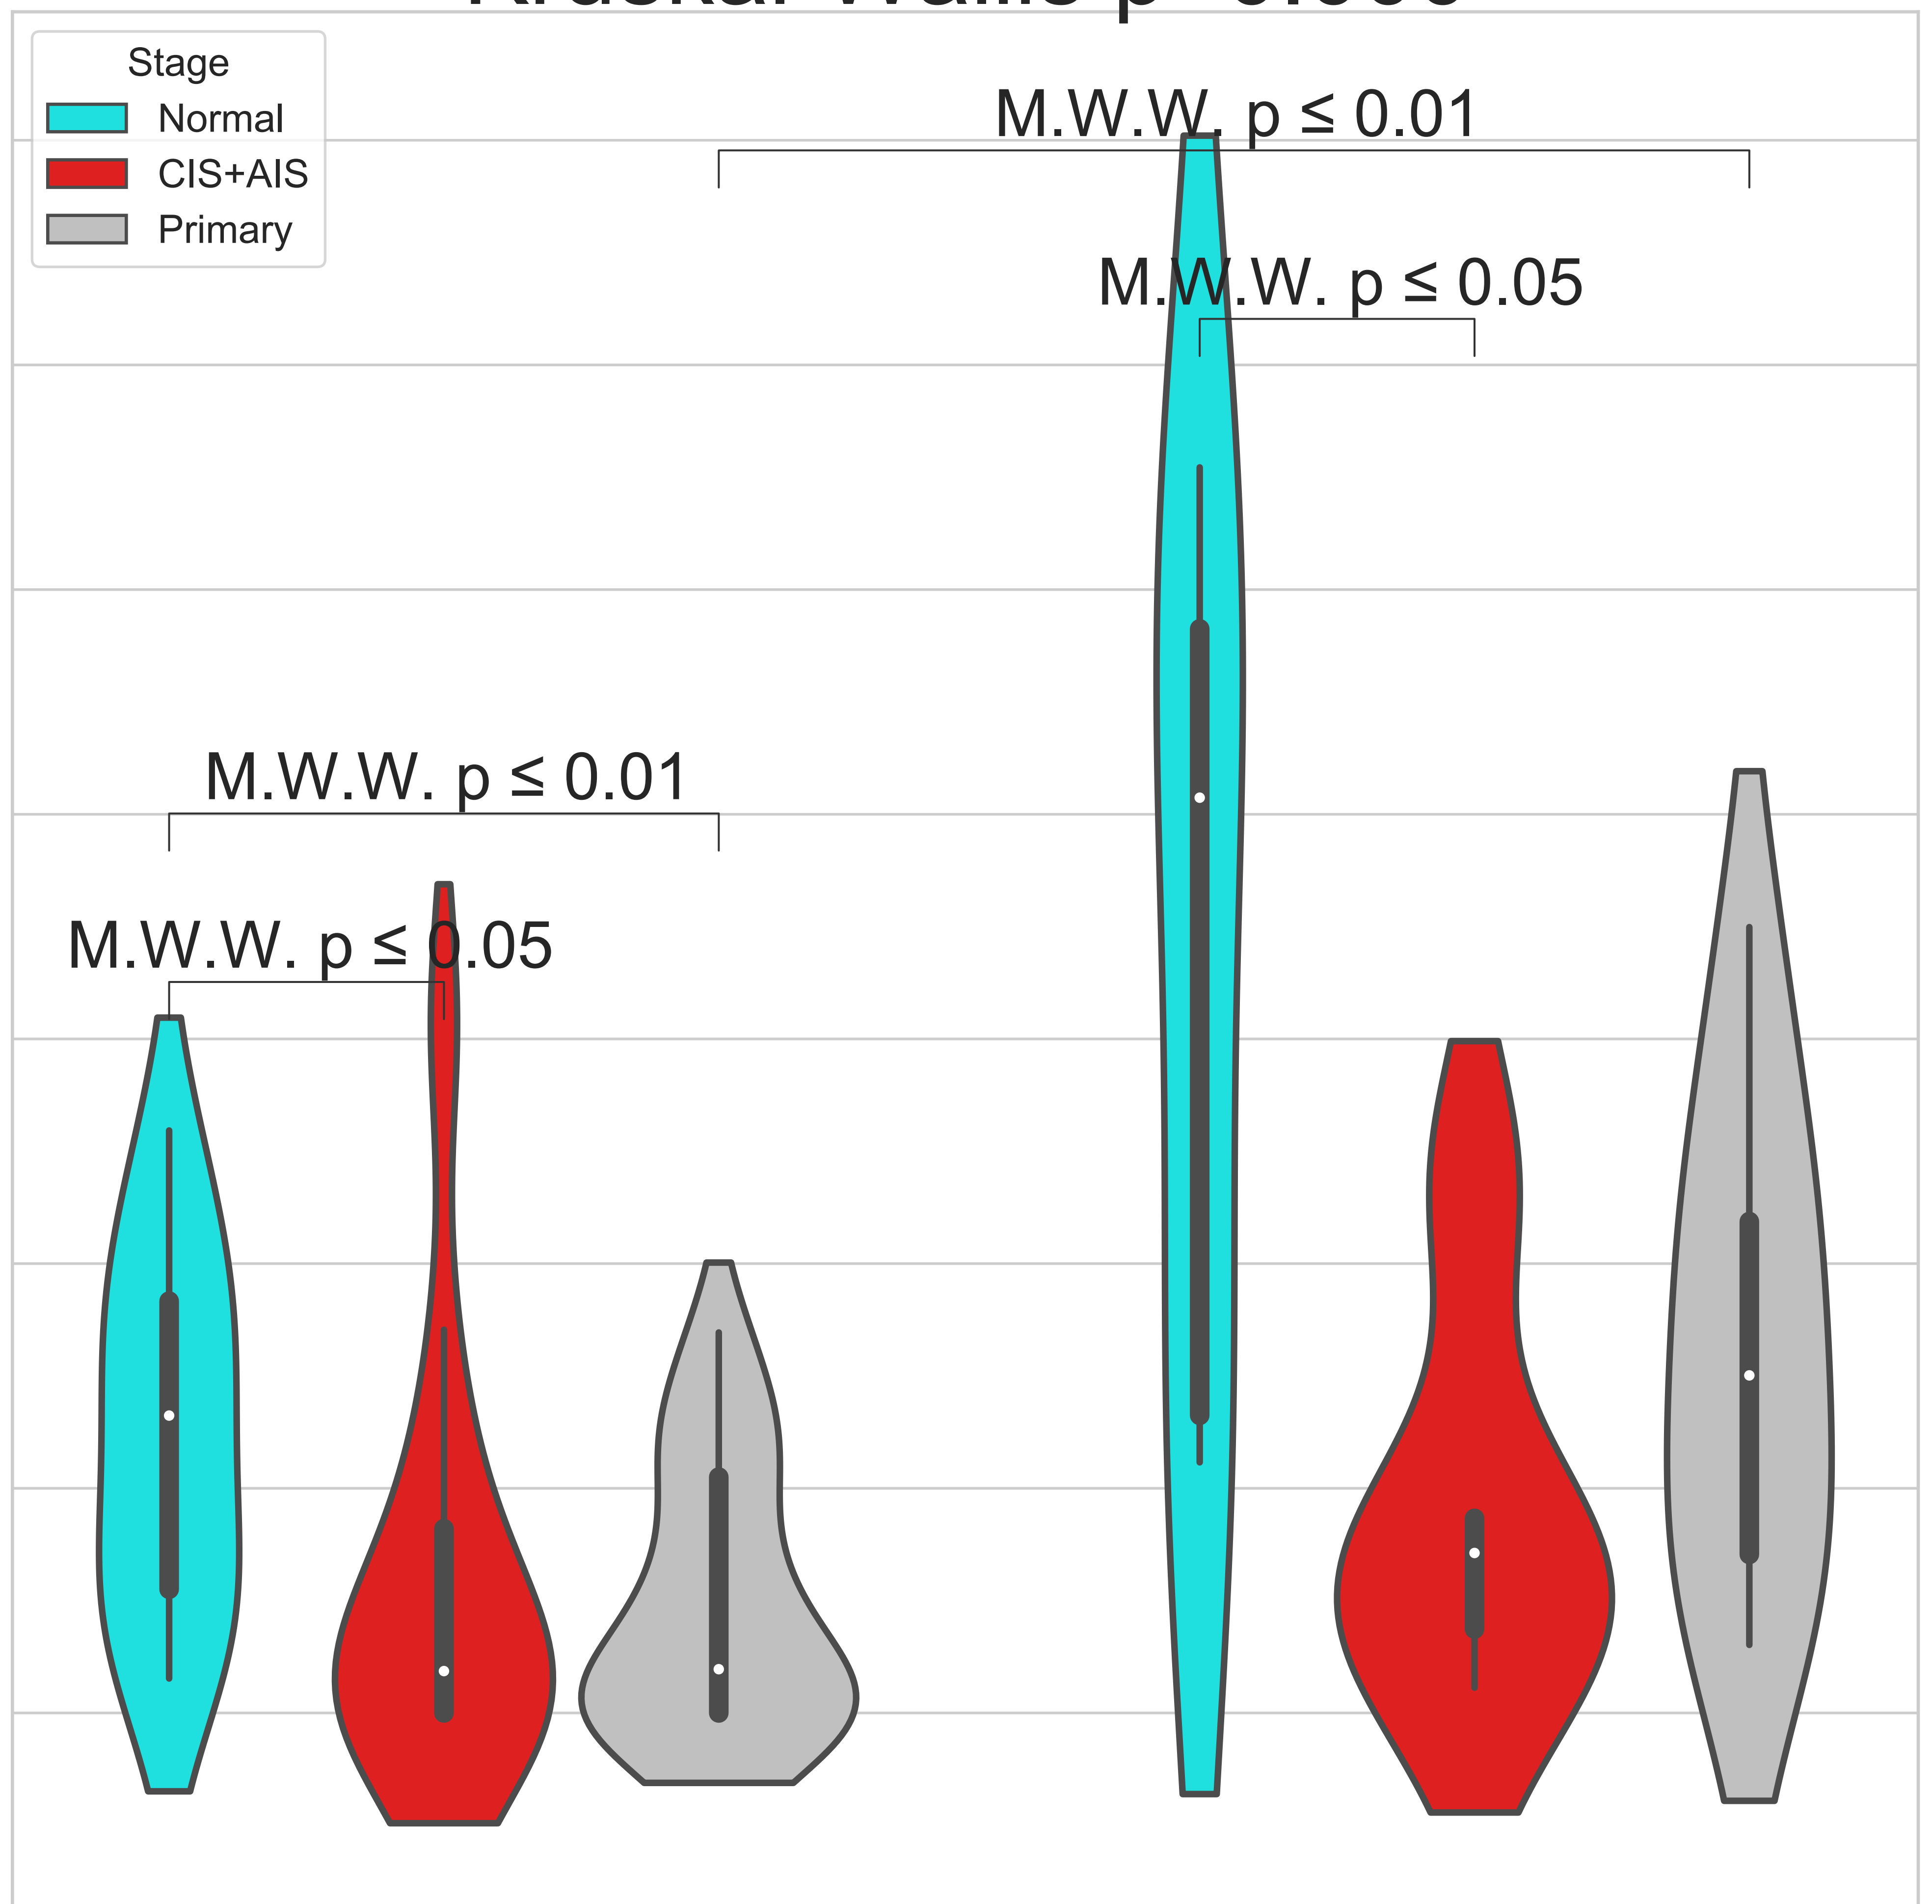 Stage
Normal
CIS+AIS
Primary
M.W.W. p ≤ 0.01
M.W.W. p ≤ 0.05
M.W.W. p ≤ 0.01
M.W.W. p ≤ 0.05